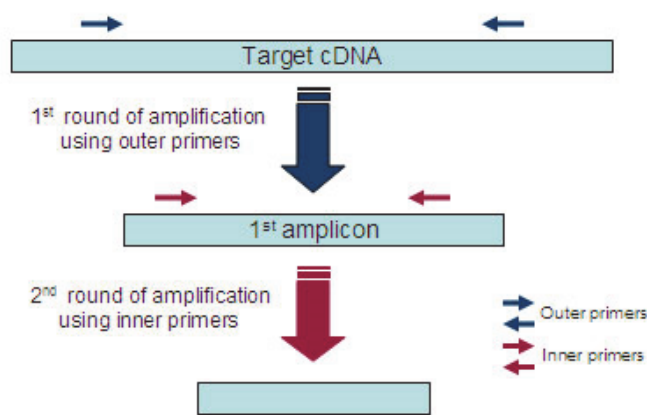 Target cDNA
1st round of amplification
using outer primers
1st amplicon
2nd round of amplification
using inner primers
Outer primers
Inner primers